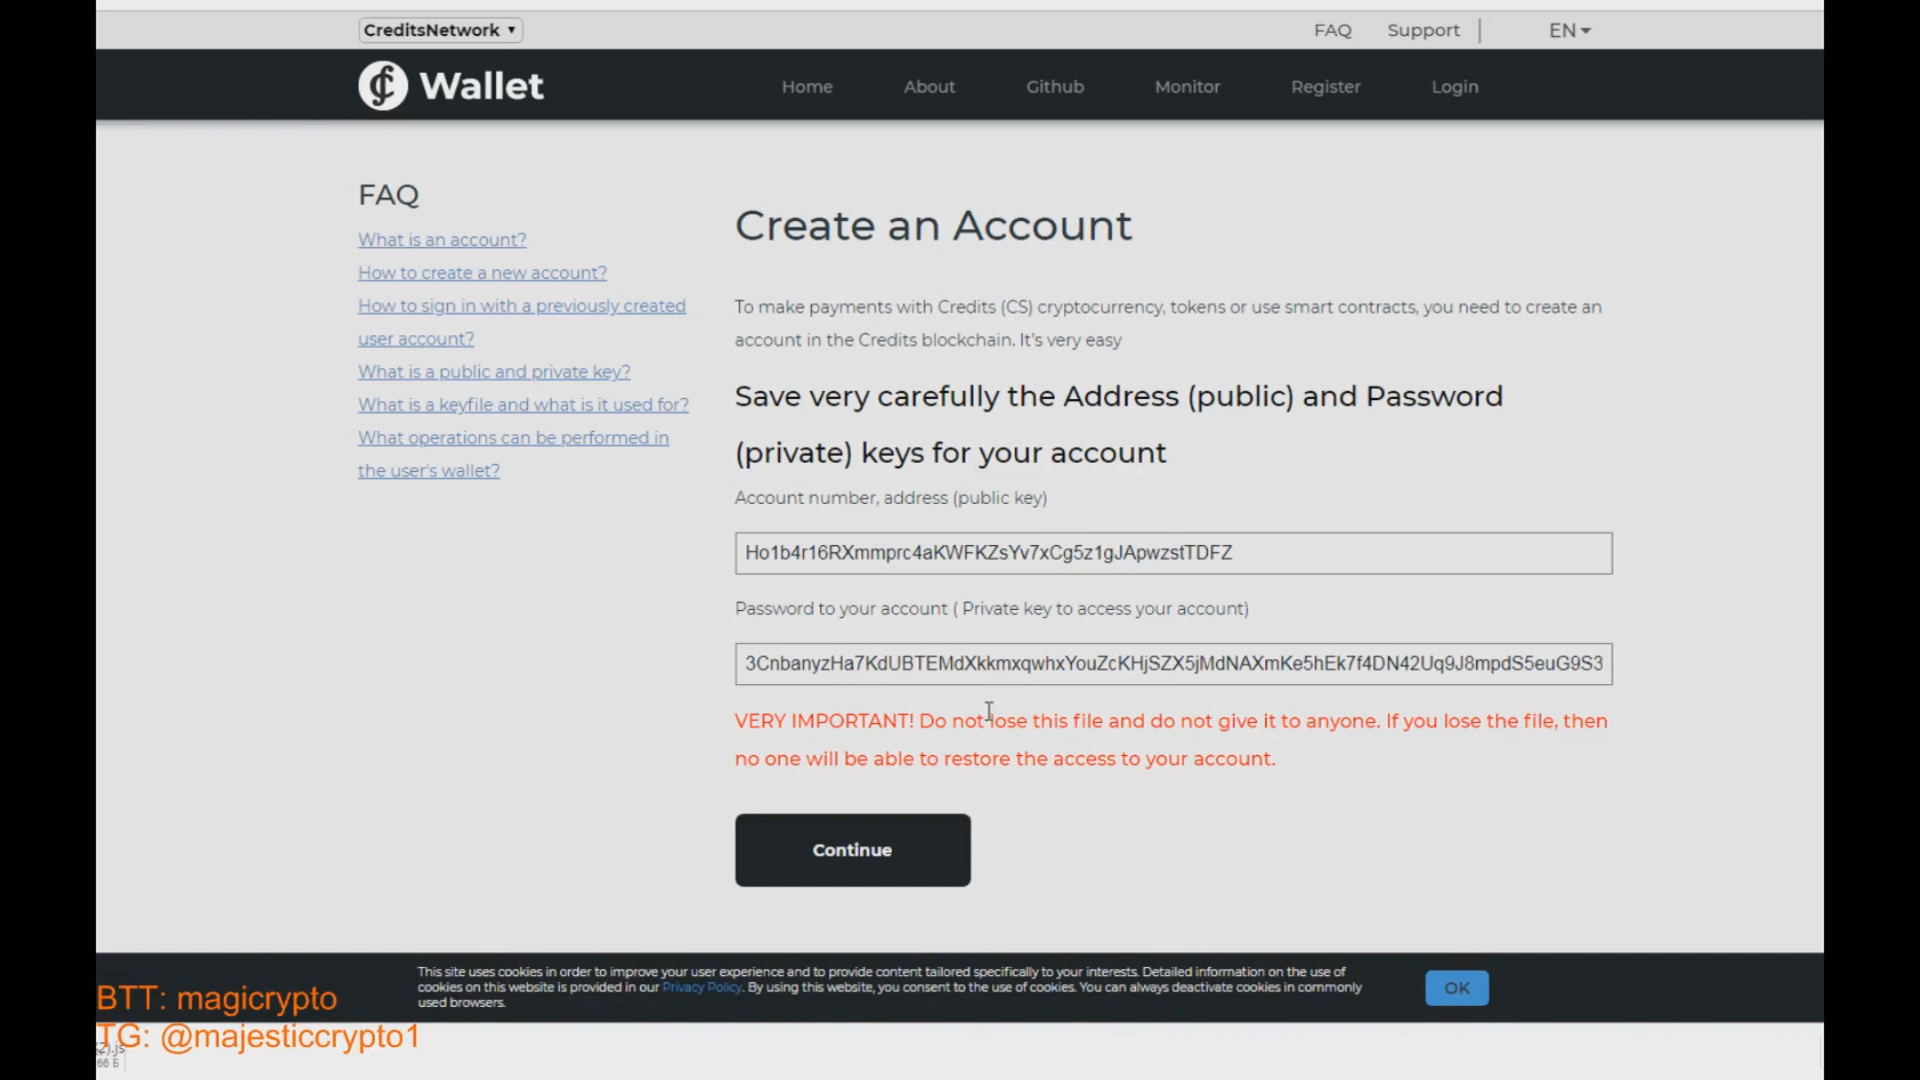 CreditsNetwork
FAQ Support EN
Wallet Home About Github Monitor Register Login
FAQ
What is an account?
How to create a new account?
How to sign in with a previously created
user account?
What is a public and private key?
What is a keyfile and what is it used for?
What operations can be performed in
the user's wallet?
Create an Account
To make payments with Credits (CS) cryptocurrency, tokens or use smart contracts, you need to create an
account in the Credits blockchain. It's very easy
Save very carefully the Address (public) and Password
(private) keys for your account
Account number, address (public key)
Ho1b4r16RXmmprc4aKWFKZsYv7xCg5z1gJApwzstTDFZ
Password to your account ( Private key to access your account)
3CnbanyzHa7KdUBTEMdXkkmxqwhxYouZcKHjSZX5jMdNAXmKe5hEk7f4DN42Uq9J8mpdS5euG9S3
VERY IMPORTANT! Do not lose this file and do not give it to anyone. If you lose the file, then
no one will be able to restore the access to your account.
Continue
This site uses cookies in order to improve your user experience and to provide content tailored specifically to your interests. Detailed information on the use of
cookies on this website is provided in our Privacy Policy. By using this website, you consent to the use of cookies. You can always deactivate cookies in commonly
used browsers.
OK
BTT: magicrypto
TG: @majesticcrypto1